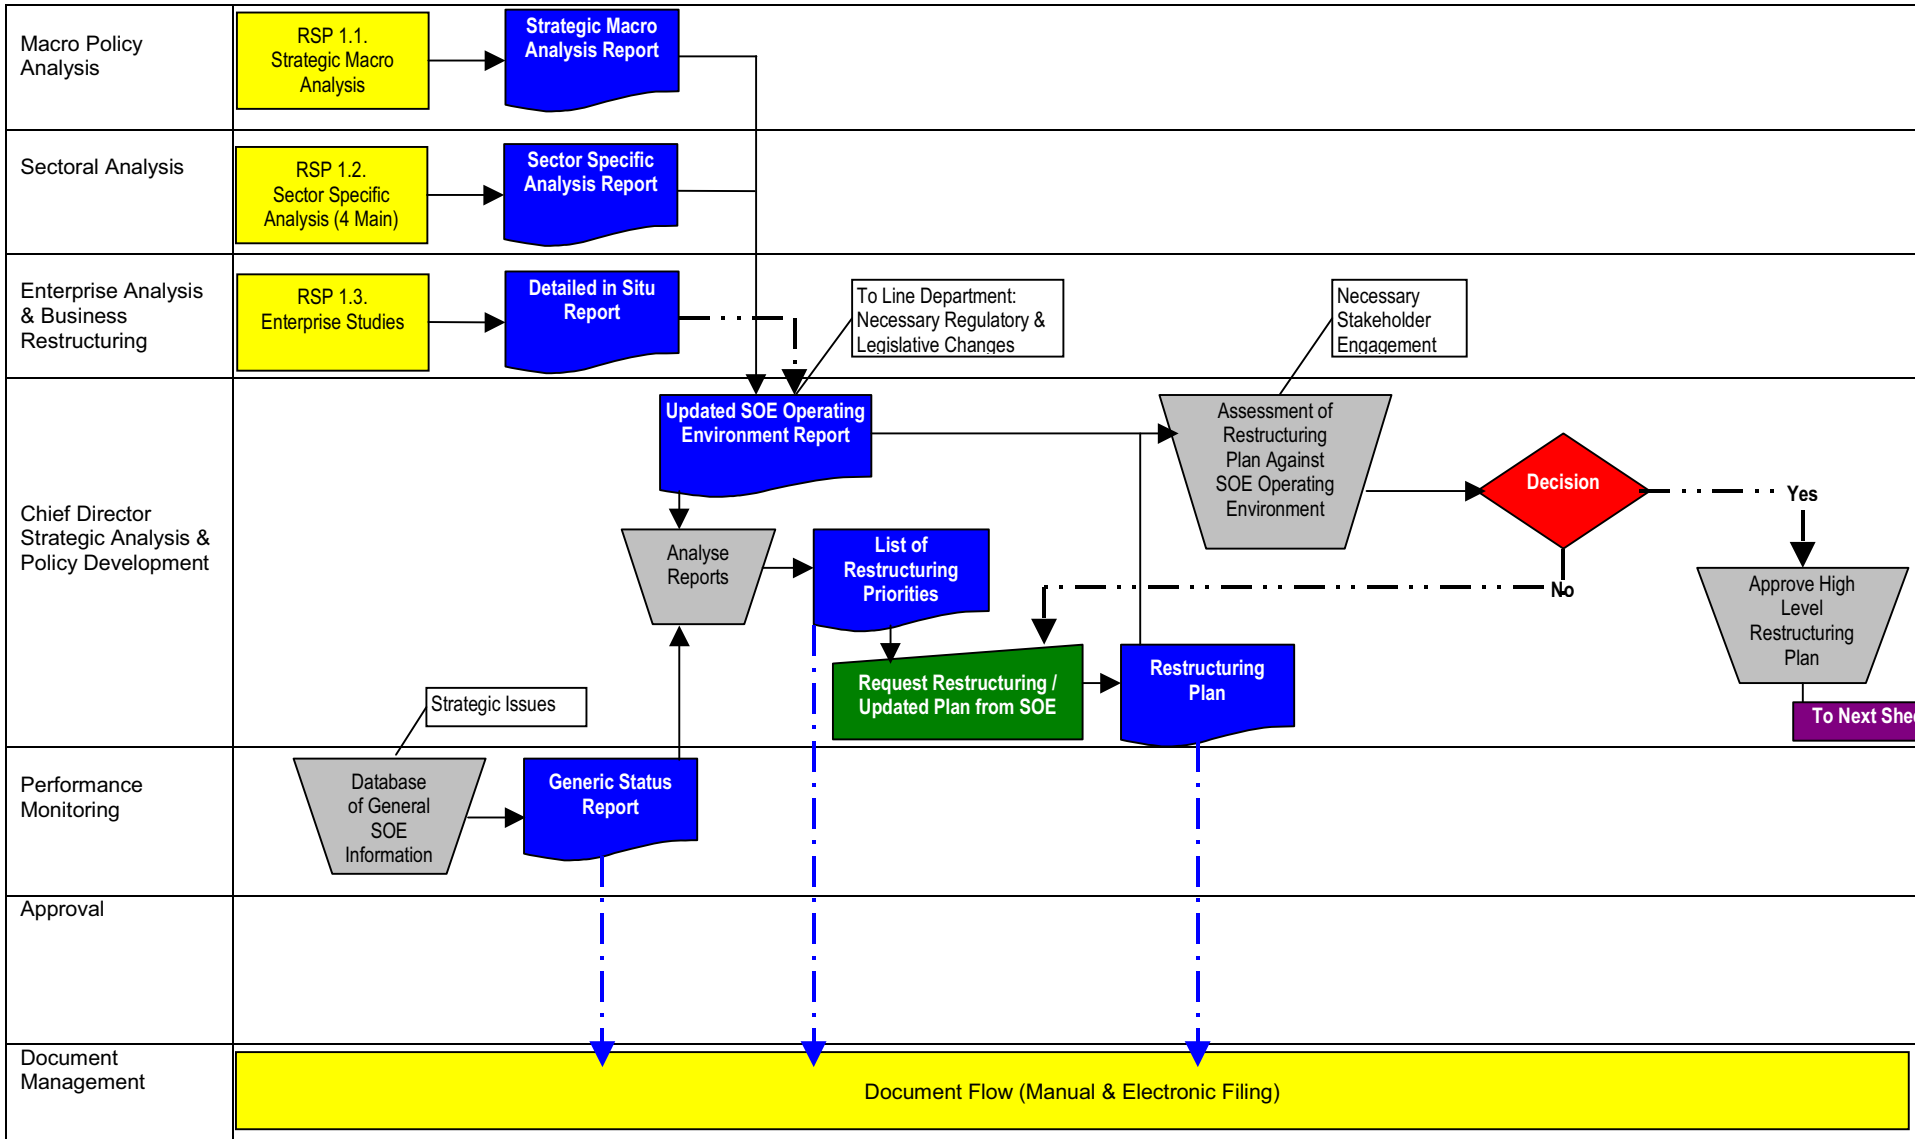 Macro Policy
Analysis
RSP 1.1.
Strategic Macro
Analysis
Strategic Macro
Analysis Report
Sectoral Analysis
RSP 1.2.
Sector Specific
Analysis (4 Main)
Sector Specific
Analysis Report
Enterprise Analysis
& Business
Restructuring
RSP 1.3.
Enterprise Studies
Detailed in Situ
Report
To Line Department:
Necessary Regulatory &
Legislative Changes
Necessary
Stakeholder
Engagement
Chief Director
Strategic Analysis &
Policy Development
Updated SOE Operating
Environment Report
Assessment of
Restructuring
Plan Against
SOE Operating
Environment
Decision
Yes
No
Analyse
Reports
List of
Restructuring
Priorities
Approve High
Level
Restructuring
Plan
Request Restructuring /
Updated Plan from SOE
Restructuring
Plan
To Next
Strategic Issues
Performance
Monitoring
Database
of General
SOE
Information
Generic Status
Report
Approval
Document
Management
Document Flow (Manual & Electronic Filing)